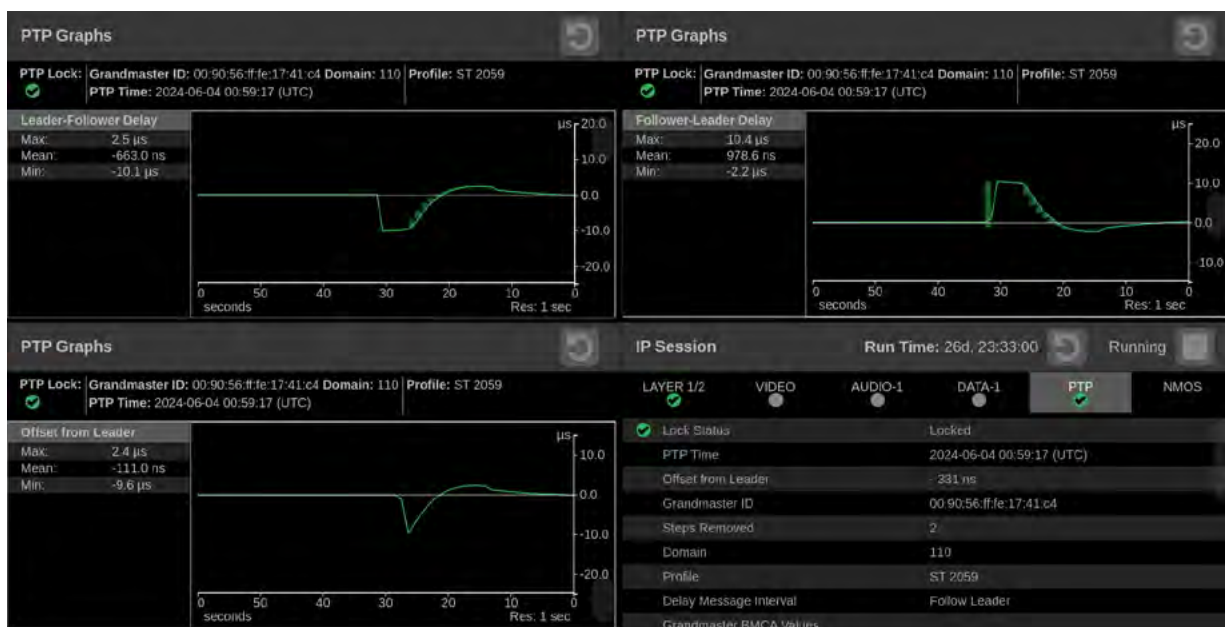 PTP Graphs
PTP Lock: Grandmaster ID: 00:90:56:ff:fe:17:41:c4 Domain: 110 Profile: ST 2059
PTP Time: 2024-06-04 00:59:17 (UTC)
Leader-Follower Delay
Max: 2.5 µs
Mean: -663.0 ns
Min: -10.1 µs
µs 20.0
10.0
0.0
-10.0
-20.0
0 50 40 30 20 10 0
seconds Res: 1 sec
PTP Graphs
PTP Lock: Grandmaster ID: 00:90:56:ff:fe:17:41:c4 Domain: 110 Profile: ST 2059
PTP Time: 2024-06-04 00:59:17 (UTC)
Follower-Leader Delay
Max: 10.4 µs
Mean: 978.6 ns
Min: -2.2 µs
µs
20.0
10.0
0.0
-10.0
0 50 40 30 20 10 0
seconds Res: 1 sec
PTP Graphs
PTP Lock: Grandmaster ID: 00:90:56:ff:fe:17:41:c4 Domain: 110 Profile: ST 2059
PTP Time: 2024-06-04 00:59:17 (UTC)
Offset from Leader
Max: 2.4 µs
Mean: -111.0 ns
Min: -9.6 µs
µs
10.0
0.0
-10.0
-20.0
0 50 40 30 20 10 0
seconds Res: 1 sec
IP Session Run Time: 26d, 23:33:00 Running
LAYER 1/2 VIDEO AUDIO-1 DATA-1 PTP NMOS
Lock Status Locked
PTP Time 2024-06-04 00:59:17 (UTC)
Offset from Leader -331 ns
Grandmaster ID 00:90:56:ff:fe:17:41:c4
Steps Removed 2
Domain 110
Profile ST 2059
Delay Message Interval Follow Leader
Grandmaster BMCA Values